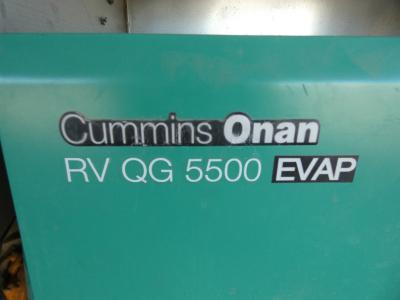 Cummins Onan
RV QG 5500 EVAP